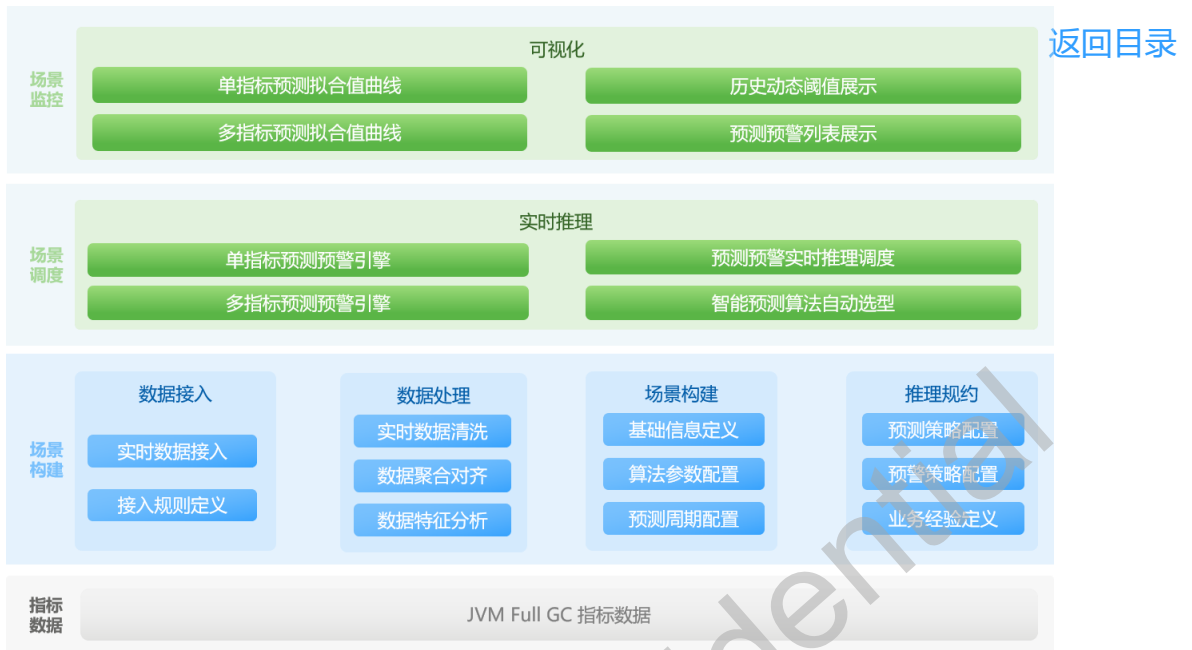 返回目录
场景
监控
可视化
单指标预测拟合值曲线
历史动态阈值展示
多指标预测拟合值曲线
预测预警列表展示
场景
调度
实时推理
单指标预测预警引擎
预测预警实时推理调度
多指标预测预警引擎
智能预测算法自动选型
场景
构建
数据接入
实时数据接入
接入规则定义
数据处理
实时数据清洗
数据聚合对齐
数据特征分析
场景构建
基础信息定义
算法参数配置
预测周期配置
推理规约
预测策略配置
预警策略配置
业务经验定义
指标
数据
JVM Full GC 指标数据
idential